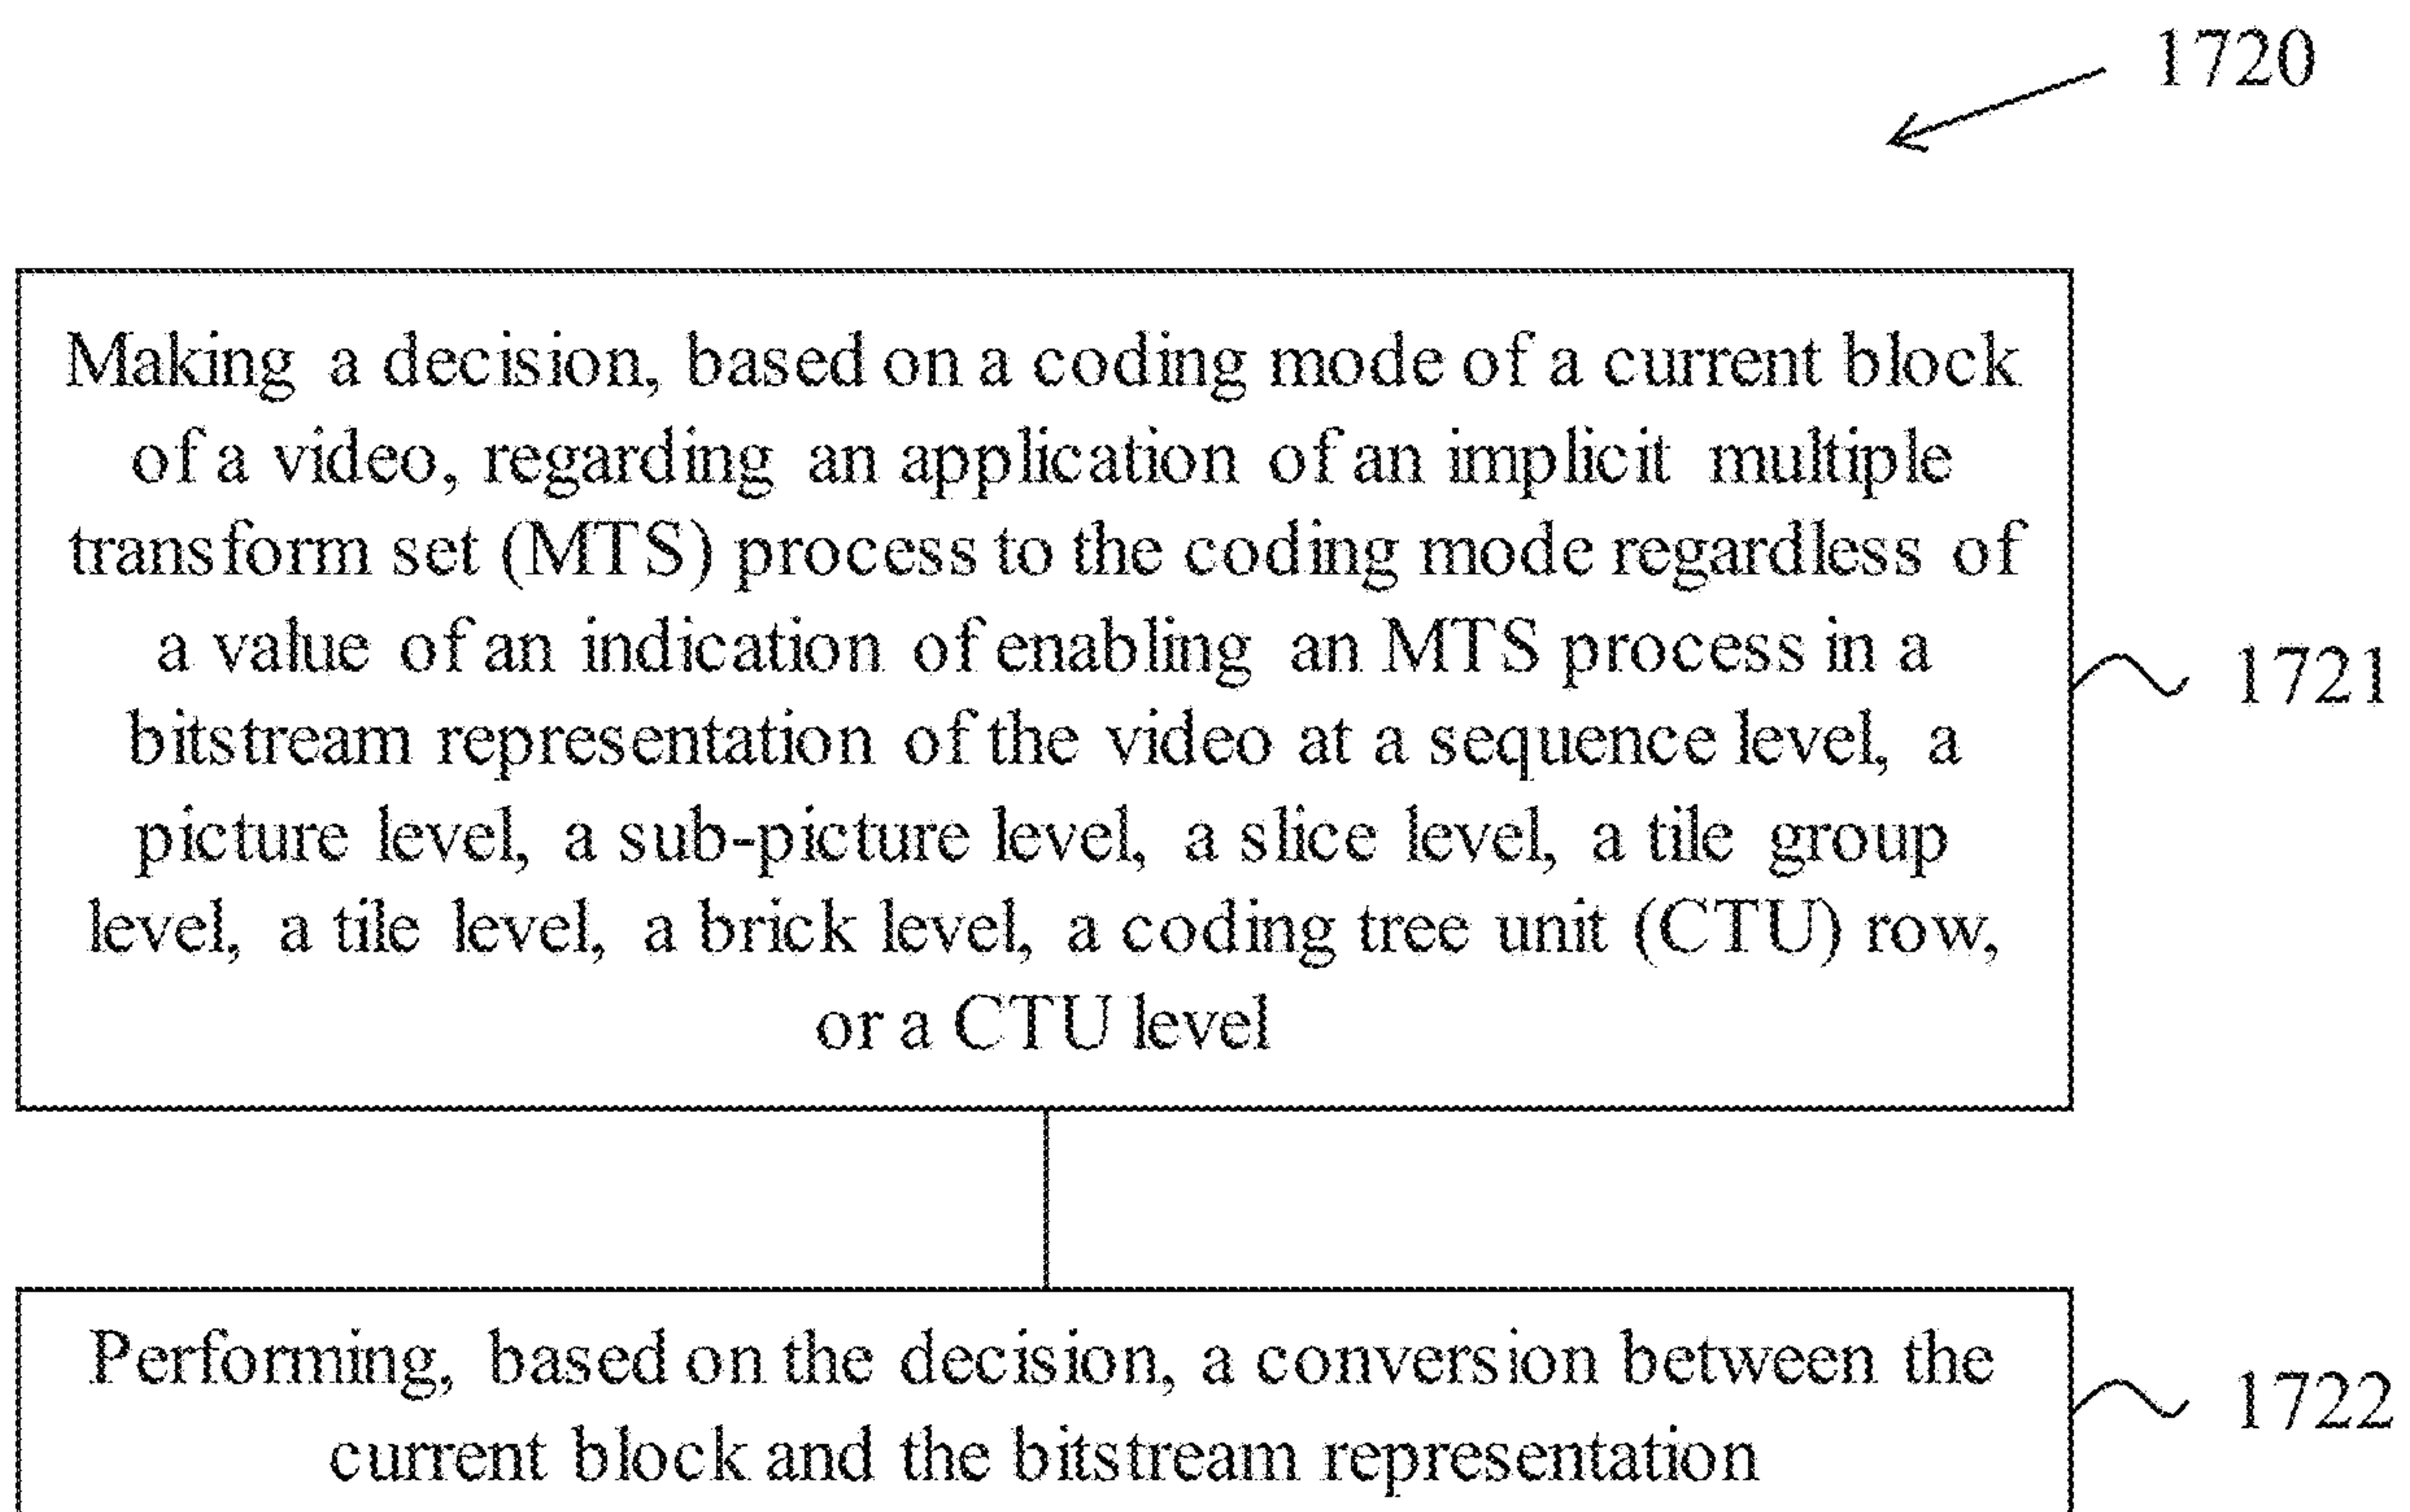 1720
Making a decision, based on a coding mode of a current block
of a video, regarding an application of an implicit multiple
transform set (MTS) process to the coding mode regardless of
a value of an indication of enabling an MTS process in a
bitstream representation of the video at a sequence level, a
picture level, a sub-picture level, a slice level, a tile group
level, a tile level, a brick level, a coding tree unit (CTU) row,
or a CTU level
1721
Performing, based on the decision, a conversion between the
current block and the bitstream representation
1722